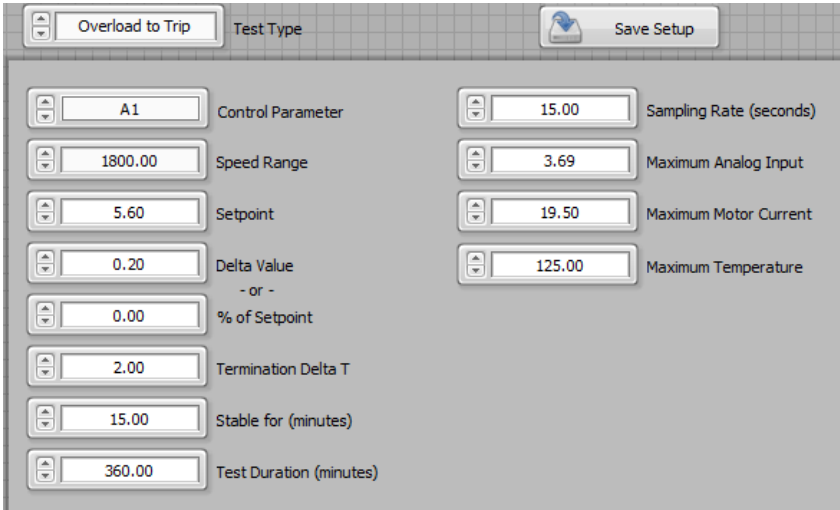 Overload to Trip Test Type Save Setup
A1 Control Parameter 15.00 Sampling Rate (seconds)
1800.00 Speed Range 3.69 Maximum Analog Input
5.60 Setpoint 19.50 Maximum Motor Current
0.20 Delta Value 125.00 Maximum Temperature
- or -
0.00 % of Setpoint
2.00 Termination Delta T
15.00 Stable for (minutes)
360.00 Test Duration (minutes)